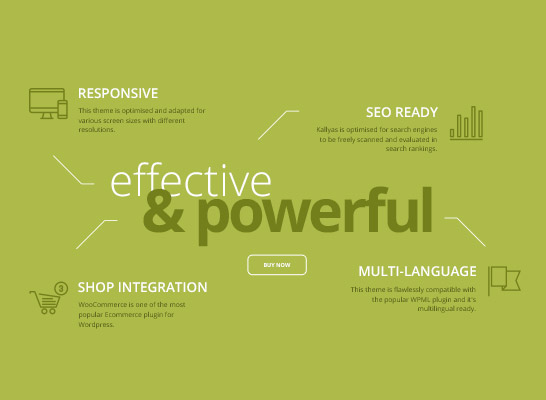 RESPONSIVE
This theme is optimised and adapted for
various screen sizes with different
resolutions.
SEO READY
Kallyas is optimised for search engines
to be freely scanned and evaluated in
search rankings.
effective
& powerful
BUY NOW
MULTI-LANGUAGE
This theme is flawlessly compatible with
the popular WPML plugin and it's
multilingual ready.
3
SHOP INTEGRATION
WooCommerce is one of the most
popular Ecommerce plugin for
Wordpress.